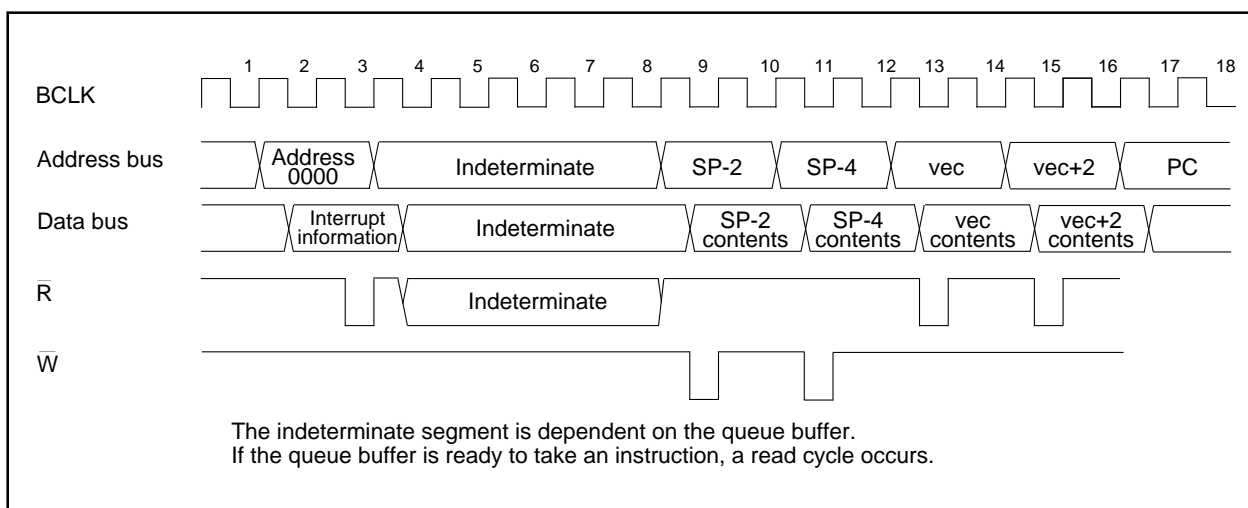 1 2 3 4 5 6 7 8 9 10 11 12 13 14 15 16 17 18
BCLK
Address bus
Address
0000
Indeterminate
SP-2
SP-4
vec
vec+2
PC
Data bus
Interrupt
information
Indeterminate
SP-2
contents
SP-4
contents
vec
contents
vec+2
contents
R̅
Indeterminate
W̅
The indeterminate segment is dependent on the queue buffer.
If the queue buffer is ready to take an instruction, a read cycle occurs.